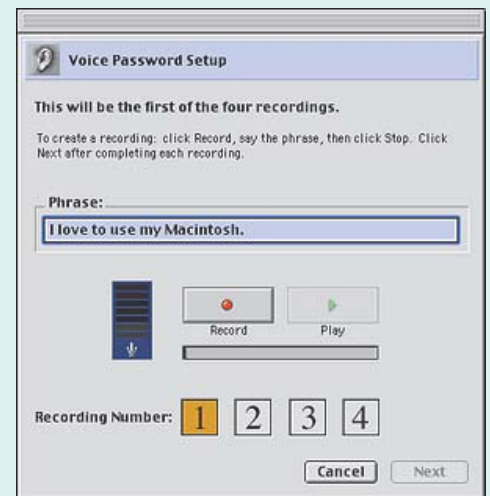 Voice Password Setup
This will be the first of the four recordings.
To create a recording: click Record, say the phrase, then click Stop. Click
Next after completing each recording.
Phrase:
I love to use my Macintosh.
Record Play
Recording Number: 1 2 3 4
Cancel Next